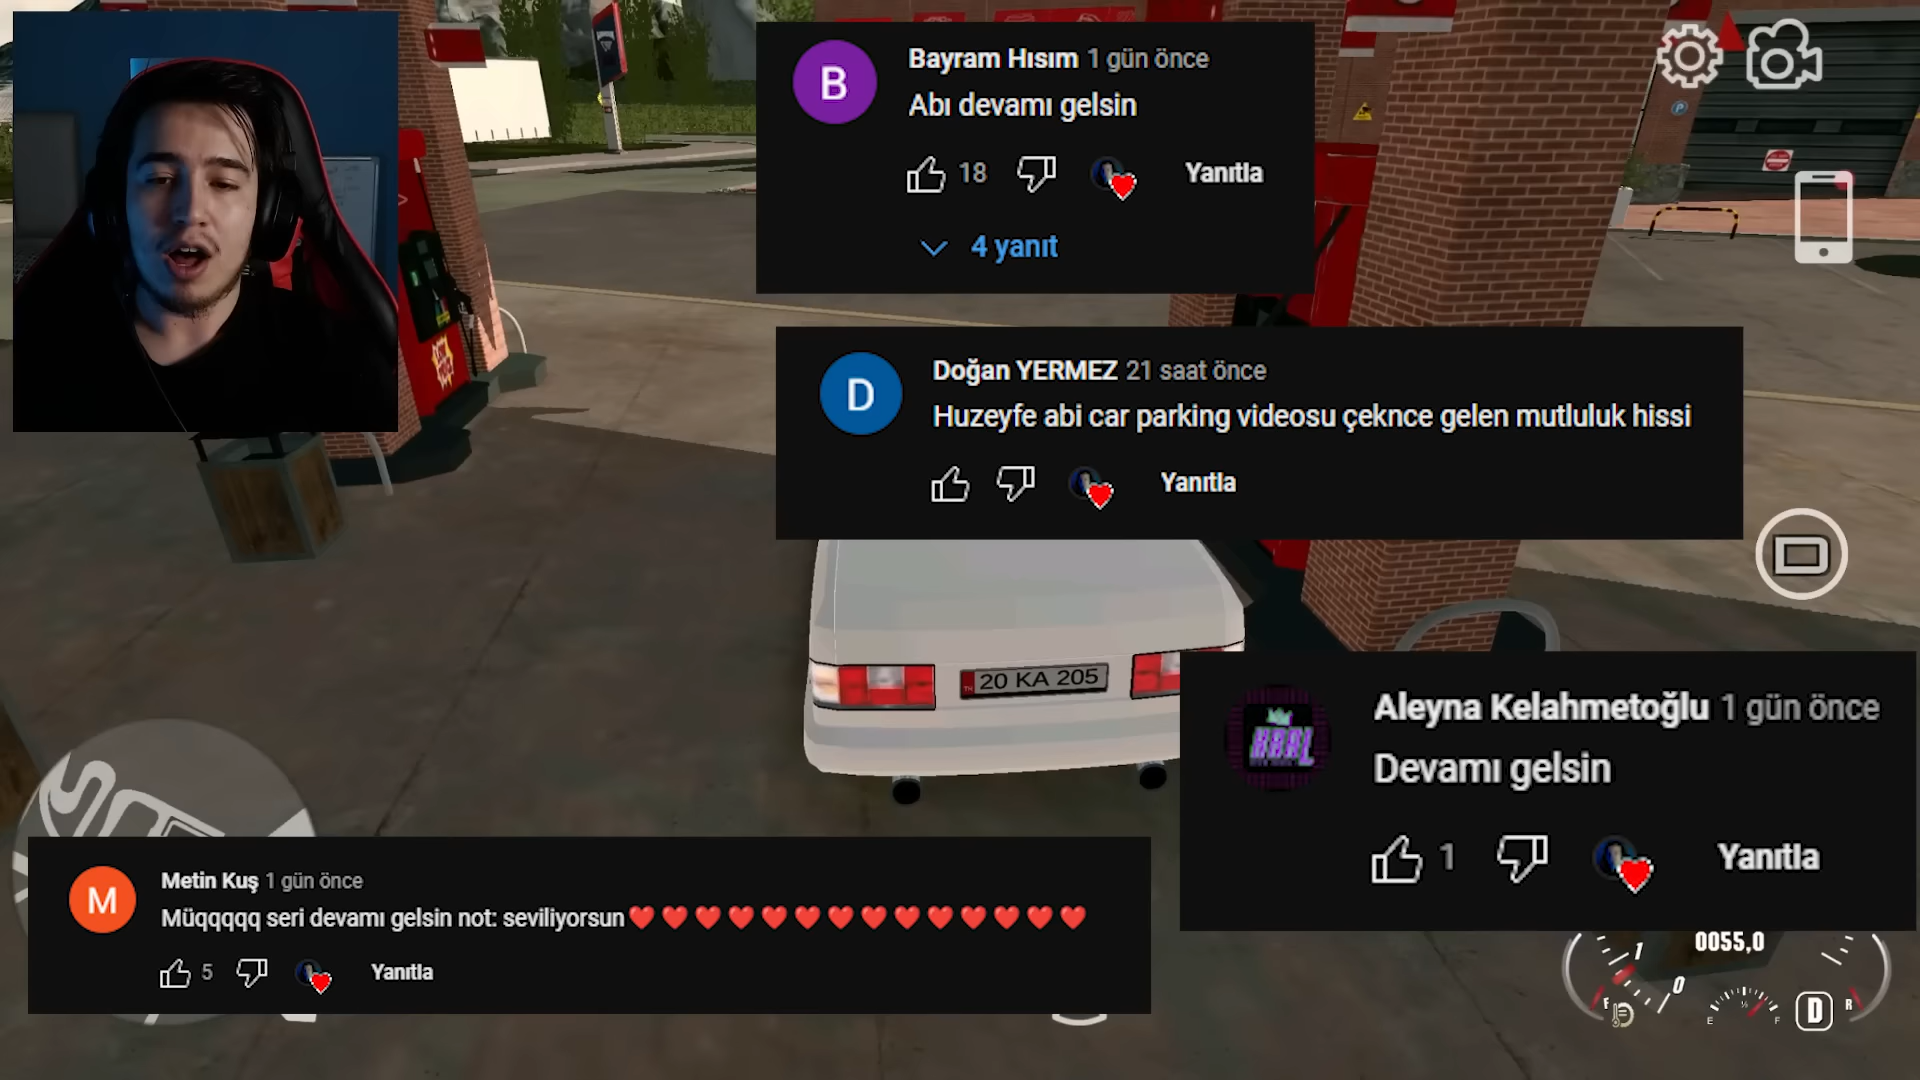 B
Bayram Hısım 1 gün önce
Abı devamı gelsin
18
Yanıtla
4 yanıt
D
Doğan YERMEZ 21 saat önce
Huzeyfe abi car parking videosu çeknce gelen mutluluk hissi
Yanıtla
20 KA 205
Aleyna Kelahmetoğlu 1 gün önce
Devamı gelsin
1
Yanıtla
M
Metin Kuş 1 gün önce
Müqqqqq seri devamı gelsin not: seviliyorsun❤️❤️❤️❤️❤️❤️❤️❤️❤️❤️❤️❤️❤️❤️
5
Yanıtla
0055,0
1
0
F
E
F
D
R